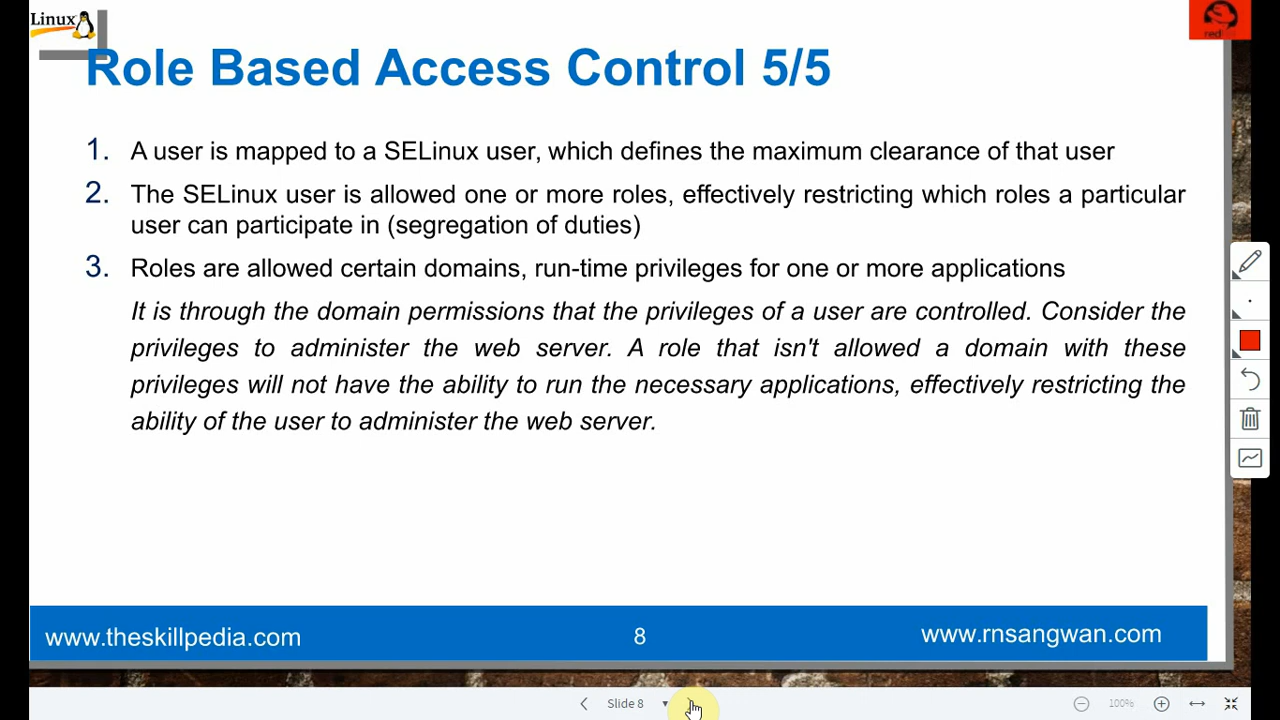 Linux
red
Role Based Access Control 5/5
1. A user is mapped to a SELinux user, which defines the maximum clearance of that user
2. The SELinux user is allowed one or more roles, effectively restricting which roles a particular
user can participate in (segregation of duties)
3. Roles are allowed certain domains, run-time privileges for one or more applications
It is through the domain permissions that the privileges of a user are controlled. Consider the
privileges to administer the web server. A role that isn't allowed a domain with these
privileges will not have the ability to run the necessary applications, effectively restricting the
ability of the user to administer the web server.
www.theskillpedia.com
8
www.rnsangwan.com
Slide 8
100%